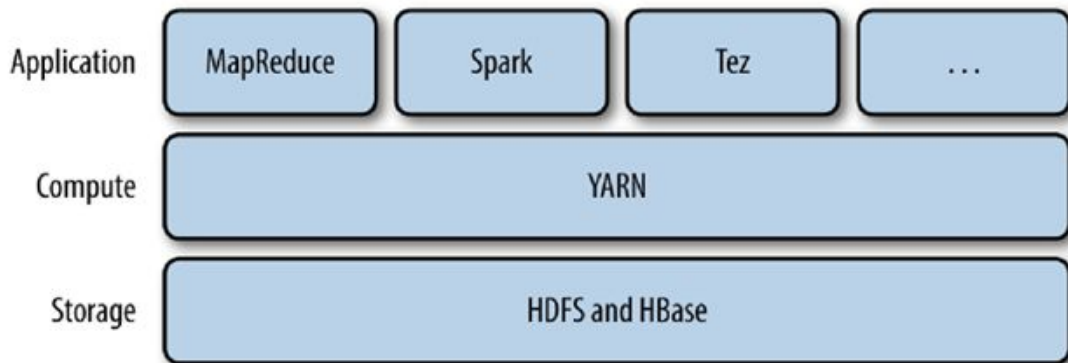 Application MapReduce Spark Tez ...
Compute YARN
Storage HDFS and HBase